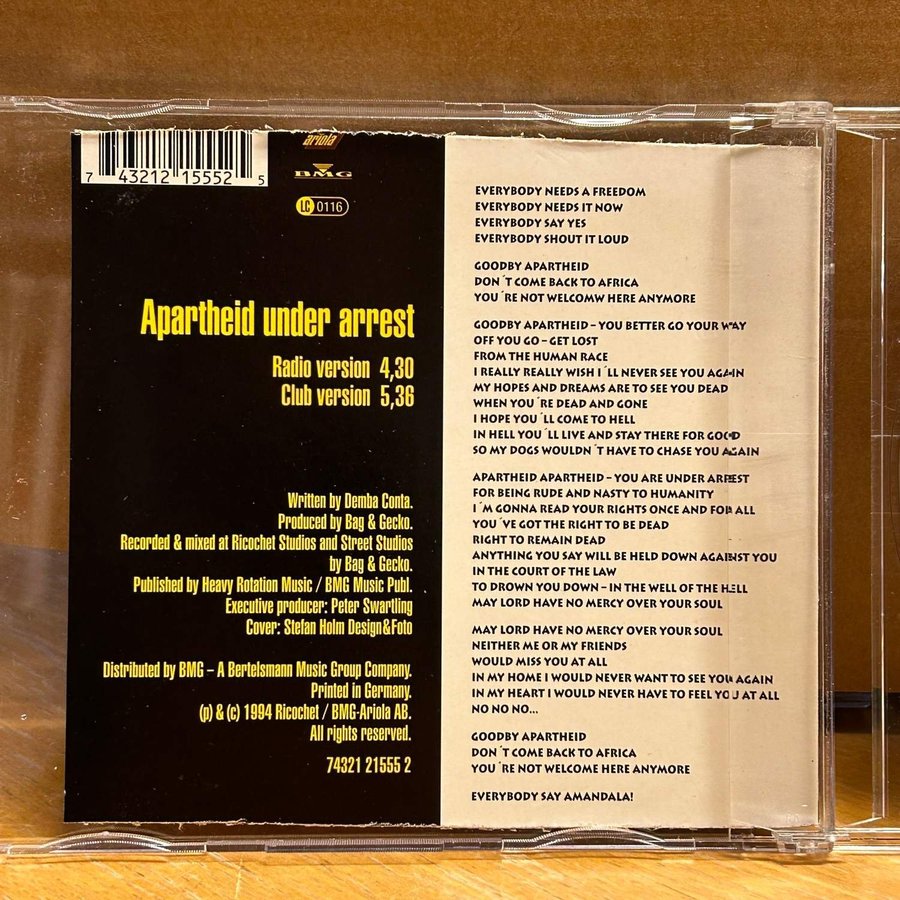 7 43212 15552 5
ariola
BMG
LC 0116
Apartheid under arrest
Radio version 4,30
Club version 5,36
Written by Demba Conta.
Produced by Bag & Gecko.
Recorded & mixed at Ricochet Studios and Street Studios
by Bag & Gecko.
Published by Heavy Rotation Music / BMG Music Publ.
Executive producer: Peter Swartling
Cover: Stefan Holm Design&Foto
Distributed by BMG – A Bertelsmann Music Group Company.
Printed in Germany.
(p) & (c) 1994 Ricochet / BMG-Ariola AB.
All rights reserved.
74321 21555 2
EVERYBODY NEEDS A FREEDOM
EVERYBODY NEEDS IT NOW
EVERYBODY SAY YES
EVERYBODY SHOUT IT LOUD
GOODBY APARTHEID
DON´T COME BACK TO AFRICA
YOU´RE NOT WELCOMW HERE ANYMORE
GOODBY APARTHEID – YOU BETTER GO YOUR WAY
OFF YOU GO – GET LOST
FROM THE HUMAN RACE
I REALLY REALLY WISH I´LL NEVER SEE YOU AGAIN
MY HOPES AND DREAMS ARE TO SEE YOU DEAD
WHEN YOU´RE DEAD AND GONE
I HOPE YOU´LL COME TO HELL
IN HELL YOU´LL LIVE AND STAY THERE FOR GOOD
SO MY DOGS WOULDN´T HAVE TO CHASE YOU AGAIN
APARTHEID APARTHEID – YOU ARE UNDER ARREST
FOR BEING RUDE AND NASTY TO HUMANITY
I´M GONNA READ YOUR RIGHTS ONCE AND FOR ALL
YOU´VE GOT THE RIGHT TO BE DEAD
RIGHT TO REMAIN DEAD
ANYTHING YOU SAY WILL BE HELD DOWN AGAINST YOU
IN THE COURT OF THE LAW
TO DROWN YOU DOWN – IN THE WELL OF THE HELL
MAY LORD HAVE NO MERCY OVER YOUR SOUL
MAY LORD HAVE NO MERCY OVER YOUR SOUL
NEITHER ME OR MY FRIENDS
WOULD MISS YOU AT ALL
IN MY HOME I WOULD NEVER WANT TO SEE YOU AGAIN
IN MY HEART I WOULD NEVER HAVE TO FEEL YOU AT ALL
NO NO NO...
GOODBY APARTHEID
DON´T COME BACK TO AFRICA
YOU´RE NOT WELCOME HERE ANYMORE
EVERYBODY SAY AMANDALA!